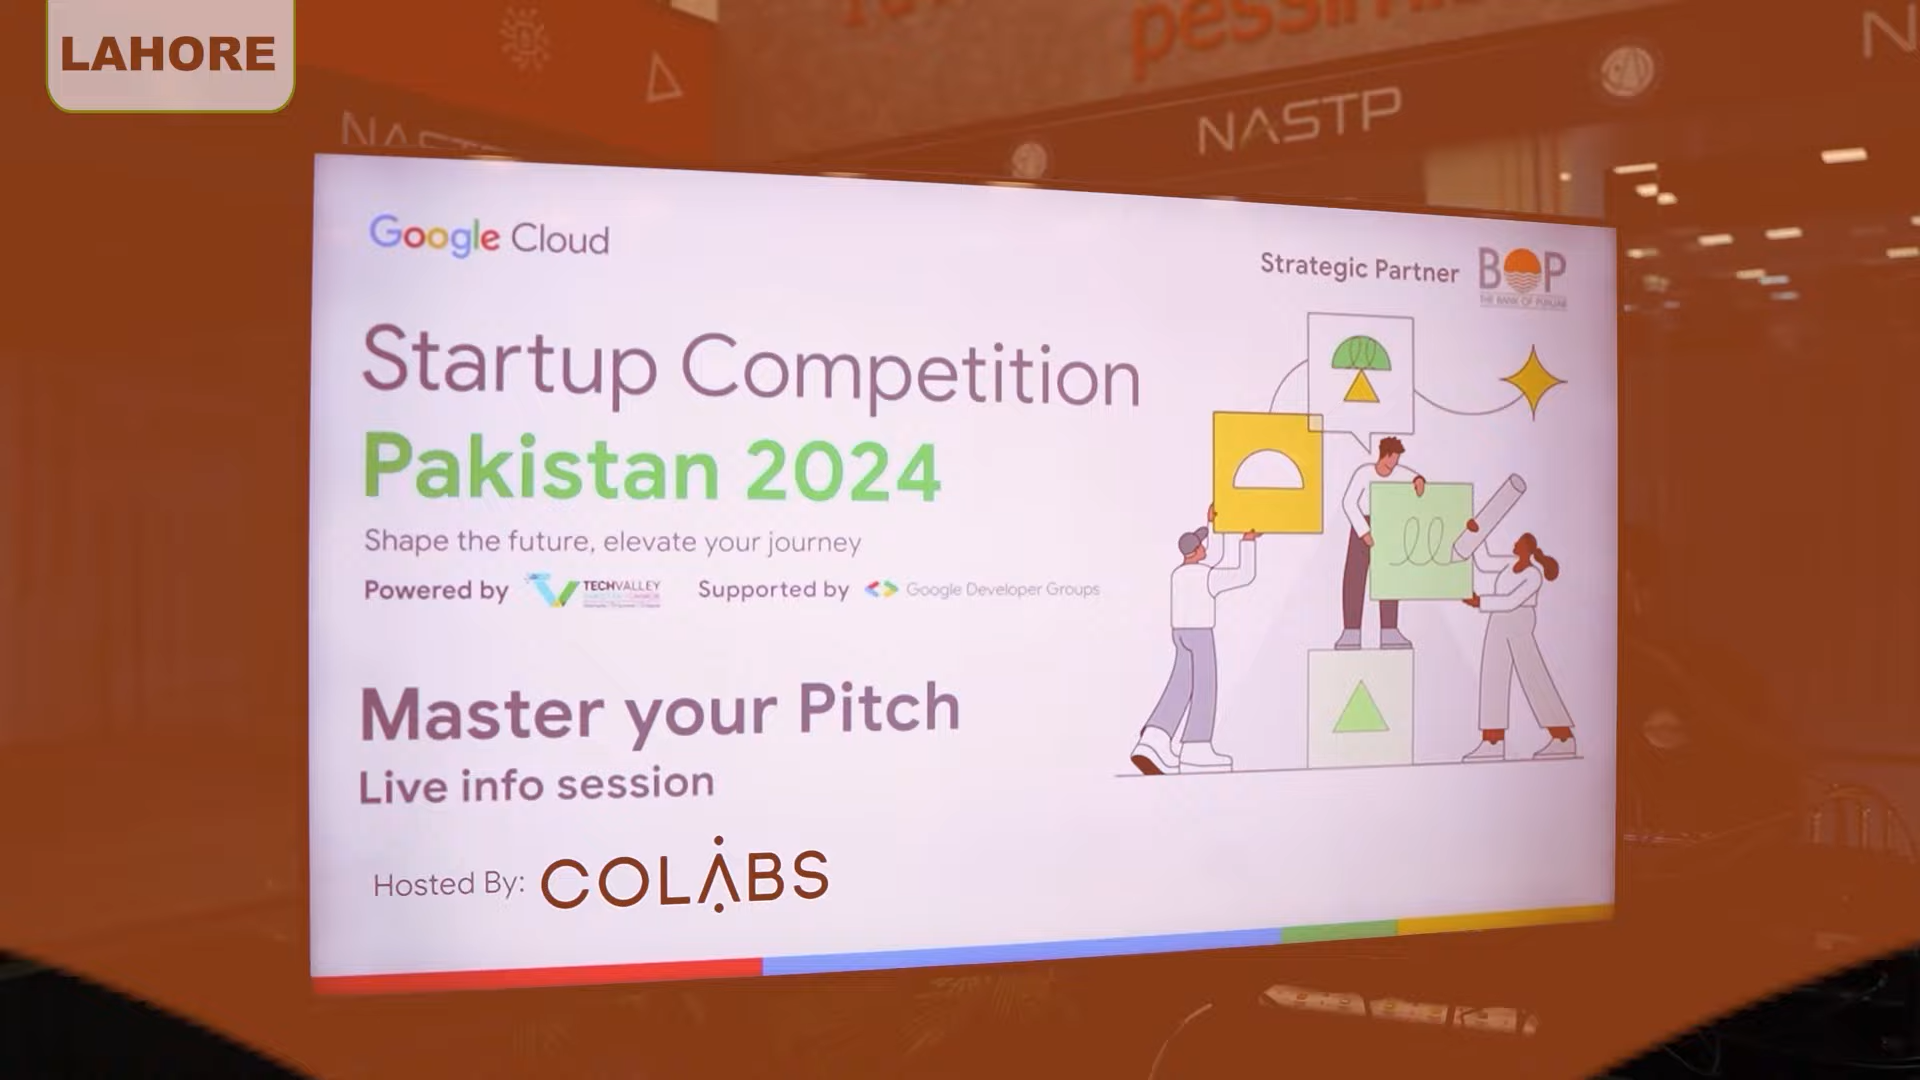 LAHORE
NASTP
Google Cloud
Strategic Partner
BOP
THE BANK OF PUNJAB
Startup Competition
Pakistan 2024
Shape the future, elevate your journey
Powered by TECHVALLEY
Supported by Google Developer Groups
Master your Pitch
Live info session
Hosted By: COLABS